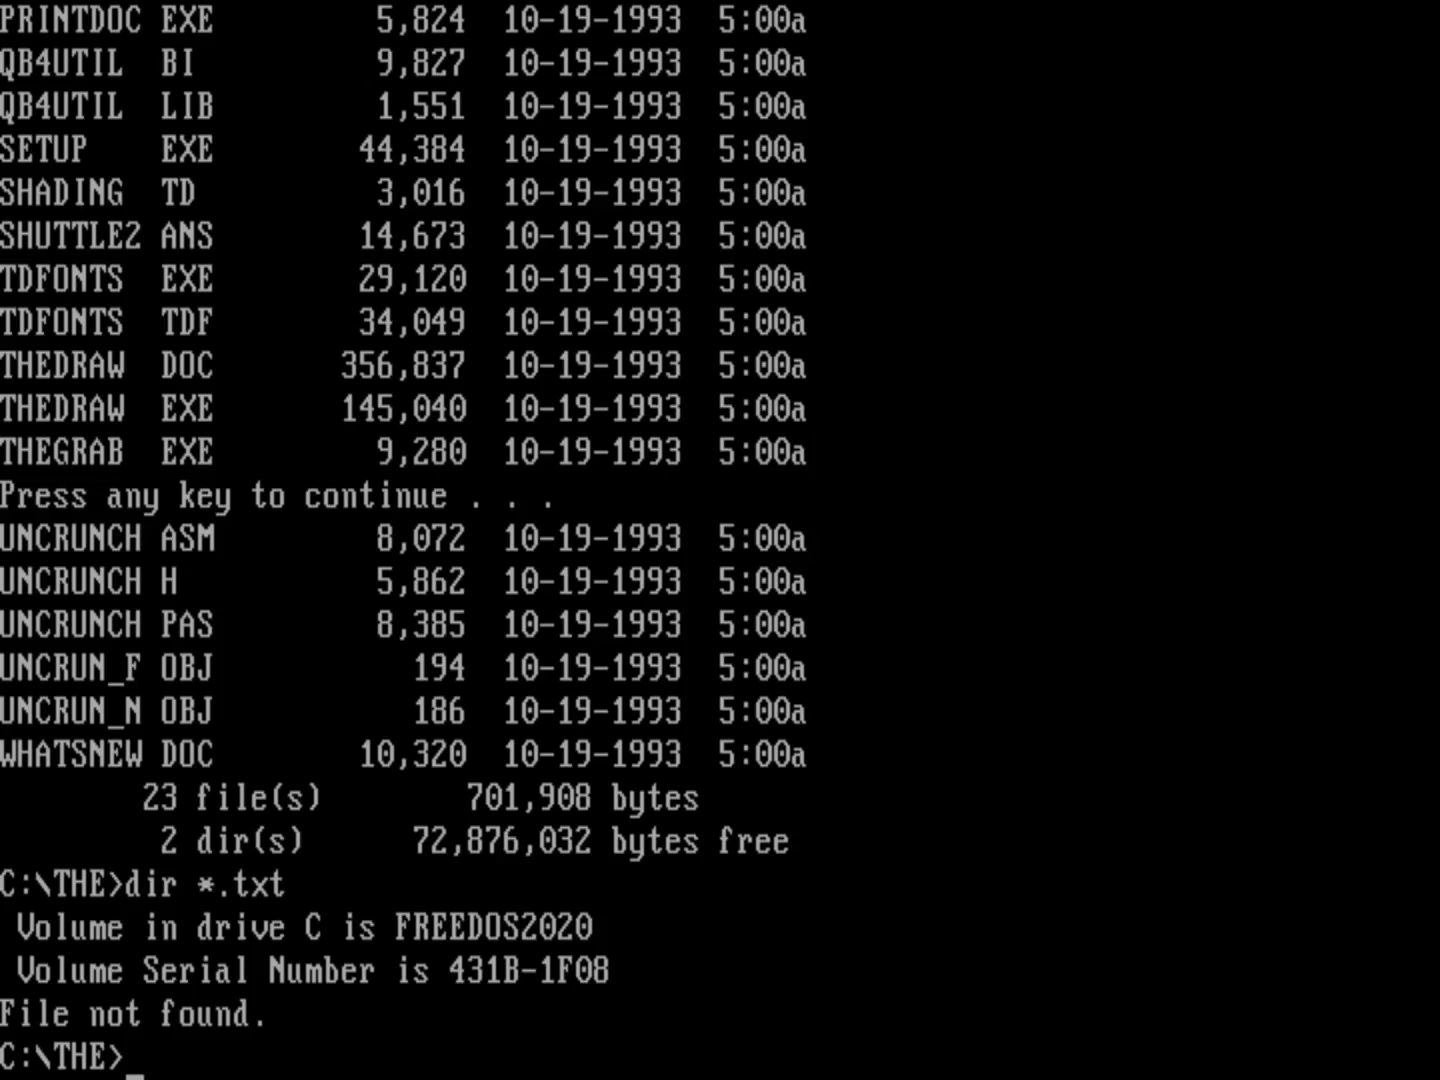 PRINTDOC EXE         5,824  10-19-1993  5:00a
QB4UTIL  BI          9,827  10-19-1993  5:00a
QB4UTIL  LIB         1,551  10-19-1993  5:00a
SETUP    EXE        44,384  10-19-1993  5:00a
SHADING  TD          3,016  10-19-1993  5:00a
SHUTTLE2 ANS        14,673  10-19-1993  5:00a
TDFONTS  EXE        29,120  10-19-1993  5:00a
TDFONTS  TDF        34,049  10-19-1993  5:00a
THEDRAW  DOC       356,837  10-19-1993  5:00a
THEDRAW  EXE       145,040  10-19-1993  5:00a
THEGRAB  EXE         9,280  10-19-1993  5:00a
Press any key to continue . . .
UNCRUNCH ASM         8,072  10-19-1993  5:00a
UNCRUNCH H           5,862  10-19-1993  5:00a
UNCRUNCH PAS         8,385  10-19-1993  5:00a
UNCRUN_F OBJ           194  10-19-1993  5:00a
UNCRUN_N OBJ           186  10-19-1993  5:00a
WHATSNEW DOC        10,320  10-19-1993  5:00a
        23 file(s)        701,908 bytes
         2 dir(s)      72,876,032 bytes free
C:\THE>dir *.txt
 Volume in drive C is FREEDOS2020
 Volume Serial Number is 431B-1F08
File not found.
C:\THE>_